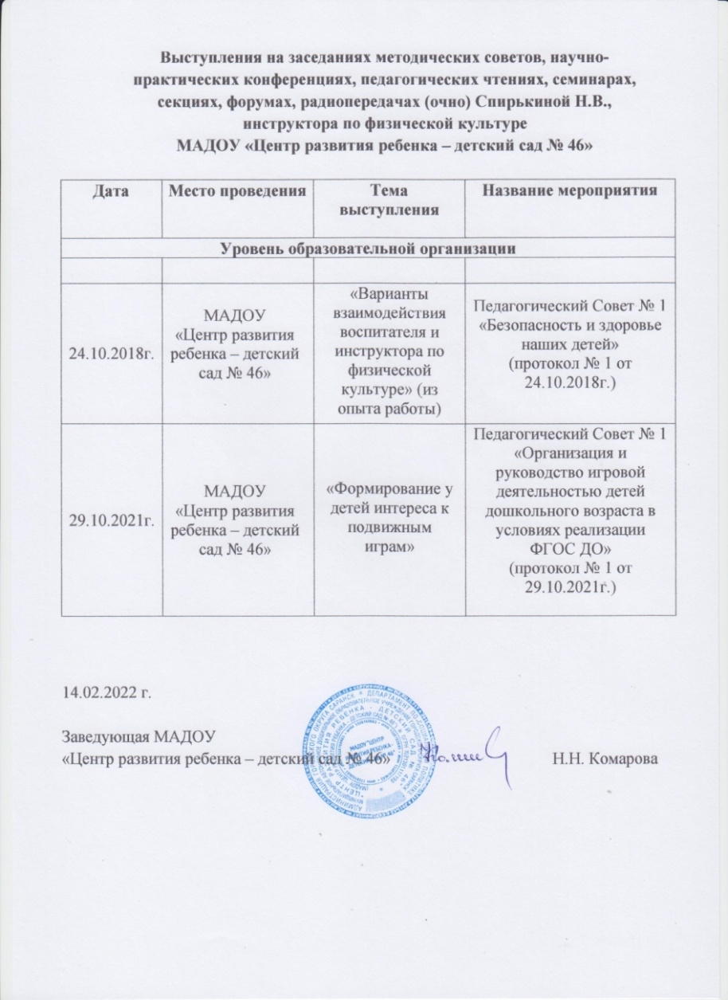 Выступления на заседаниях методических советов, научно-
практических конференциях, педагогических чтениях, семинарах,
секциях, форумах, радиопередачах (очно) Спирькиной Н.В.,
инструктора по физической культуре
МАДОУ «Центр развития ребенка – детский сад № 46»
Дата
Место проведения
Тема
выступления
Название мероприятия
Уровень образовательной организации
24.10.2018г.
МАДОУ
«Центр развития
ребенка – детский
сад № 46»
«Варианты
взаимодействия
воспитателя и
инструктора по
физической
культуре» (из
опыта работы)
Педагогический Совет № 1
«Безопасность и здоровье
наших детей»
(протокол № 1 от
24.10.2018г.)
29.10.2021г.
МАДОУ
«Центр развития
ребенка – детский
сад № 46»
«Формирование у
детей интереса к
подвижным
играм»
Педагогический Совет № 1
«Организация и
руководство игровой
деятельностью детей
дошкольного возраста в
условиях реализации
ФГОС ДО»
(протокол № 1 от
29.10.2021г.)
14.02.2022 г.
Заведующая МАДОУ
«Центр развития ребенка – детский сад № 46»
Н.Н. Комарова